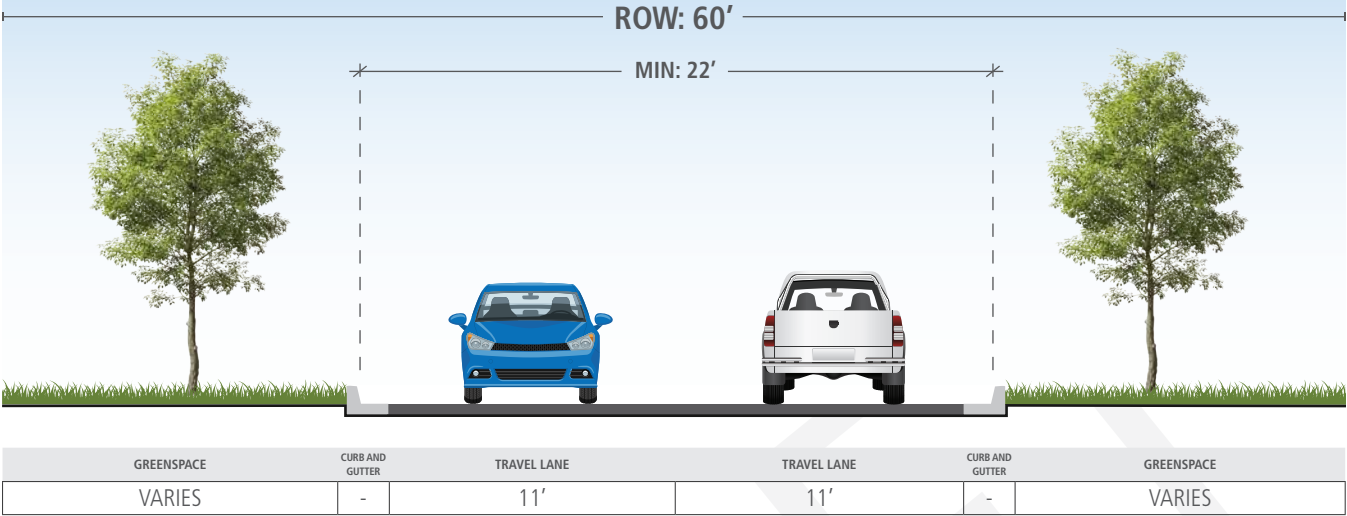 ROW: 60′
MIN: 22′
GREENSPACE
CURB AND
GUTTER
TRAVEL LANE
TRAVEL LANE
CURB AND
GUTTER
GREENSPACE
VARIES
-
11′
11′
-
VARIES